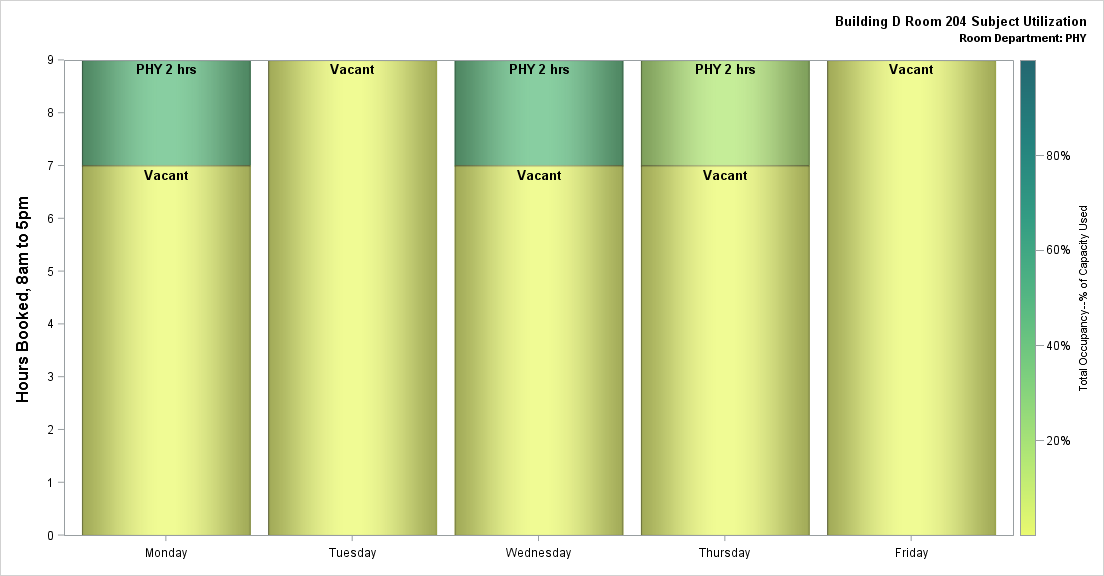 Building D Room 204 Subject Utilization
Room Department: PHY
Hours Booked, 8am to 5pm
9
8
7
6
5
4
3
2
1
0
PHY 2 hrs
Vacant
PHY 2 hrs
PHY 2 hrs
Vacant
Vacant
Vacant
Vacant
Monday
Tuesday
Wednesday
Thursday
Friday
80%
60%
40%
20%
Total Occupancy--% of Capacity Used